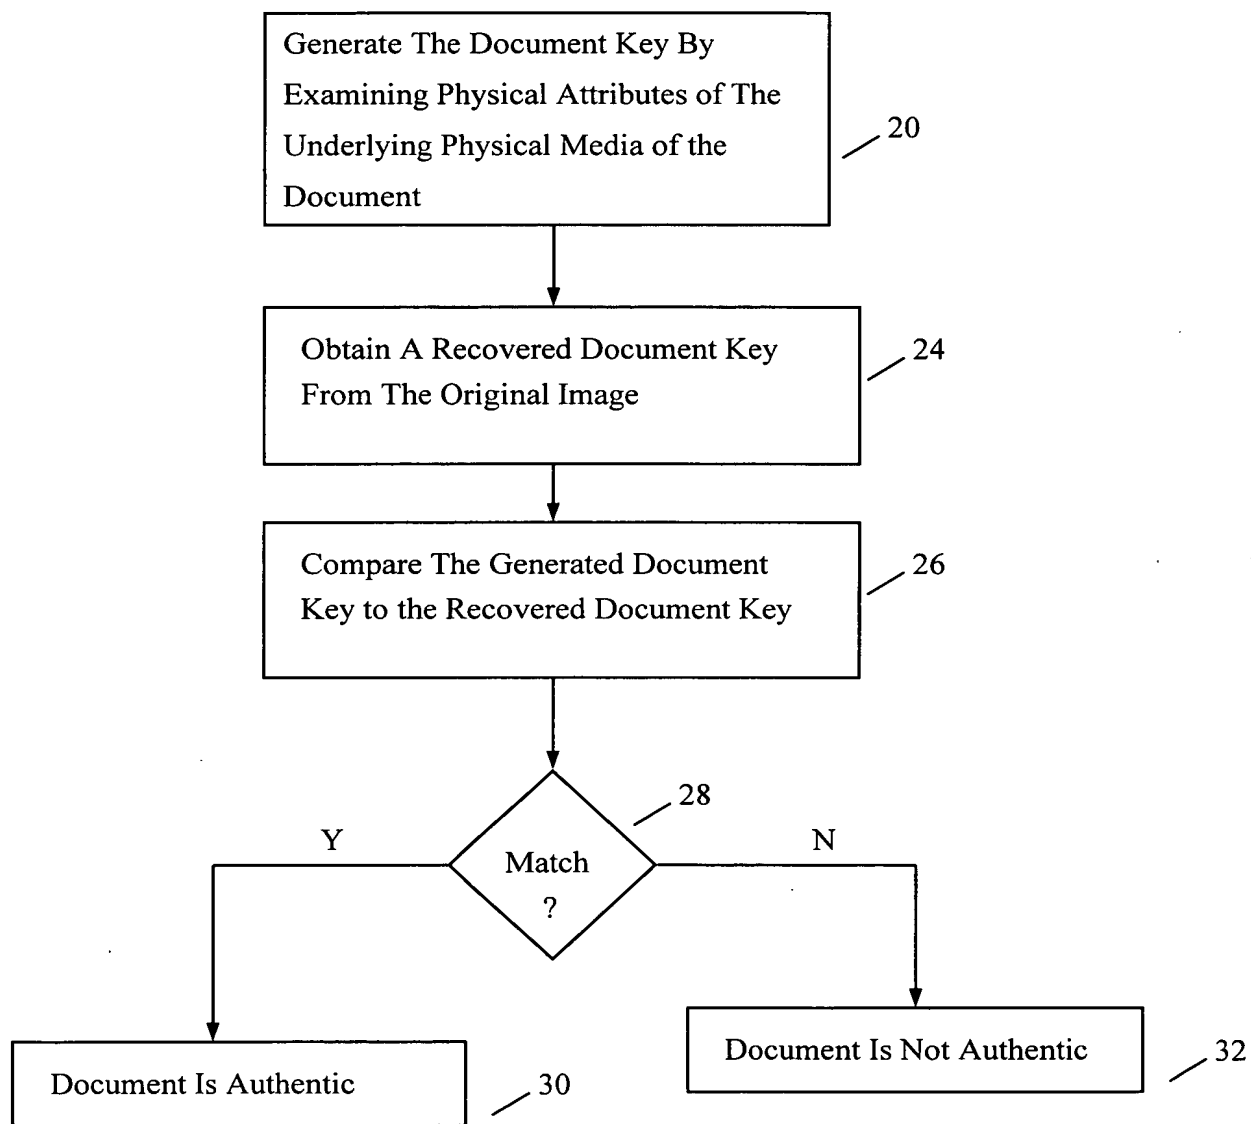 Generate The Document Key By
Examining Physical Attributes of The
Underlying Physical Media of the
Document
20
Obtain A Recovered Document Key
From The Original Image
24
Compare The Generated Document
Key to the Recovered Document Key
26
28
Y
N
Match
?
Document Is Not Authentic
32
Document Is Authentic
30